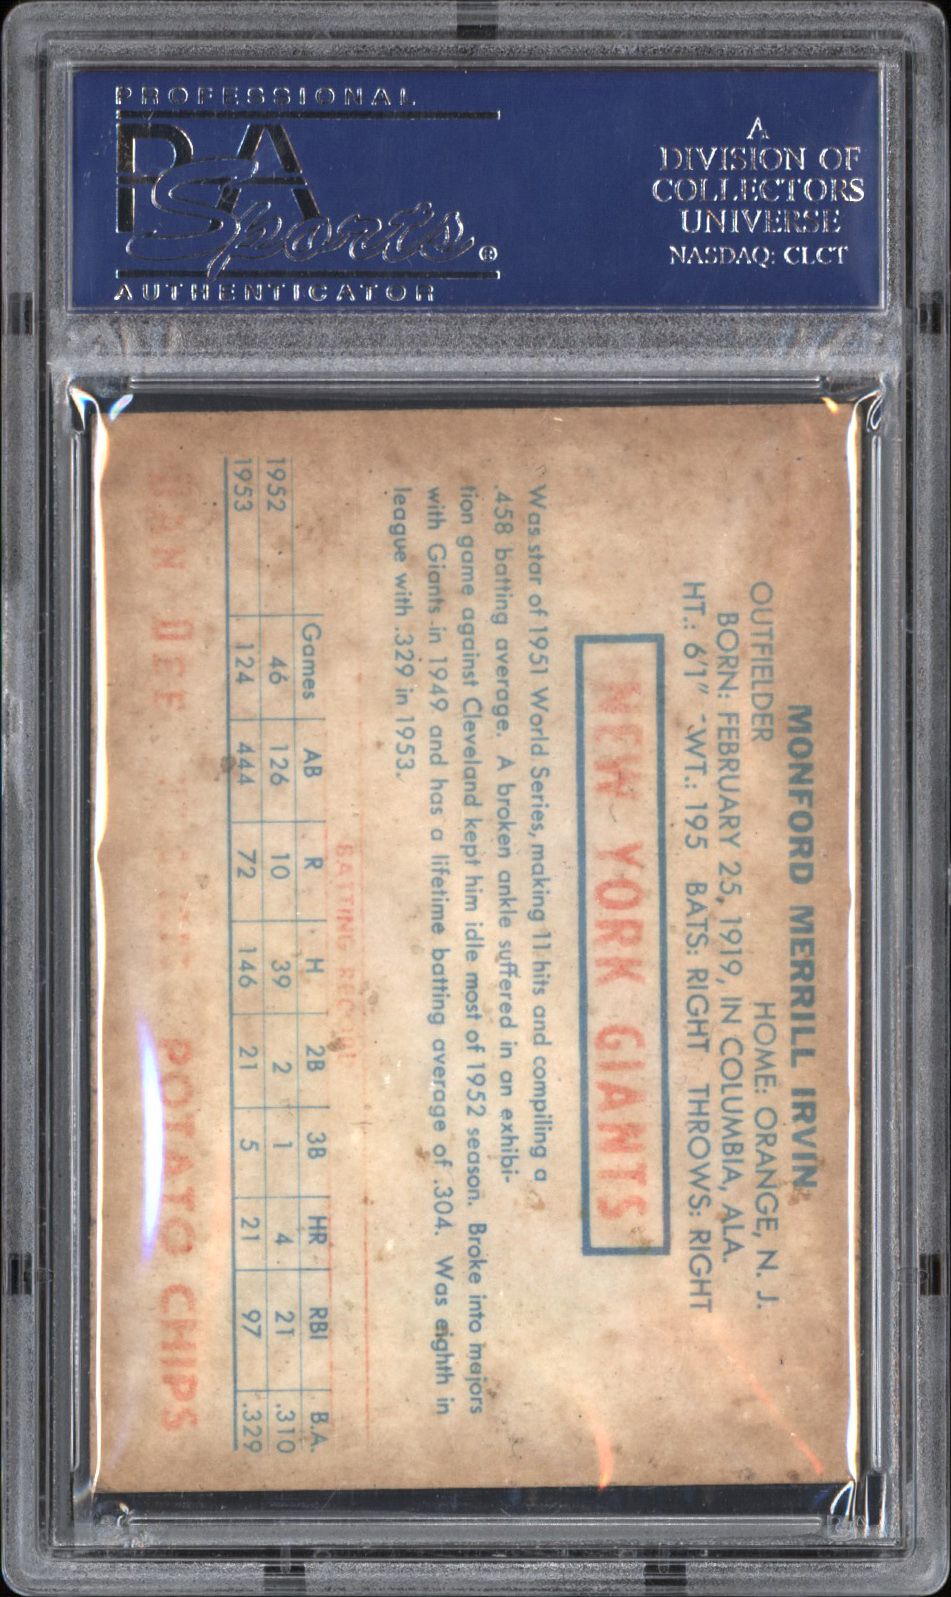 PROFESSIONAL
PSA
Sports®
AUTHENTICATOR
A
DIVISION OF
COLLECTORS
UNIVERSE
NASDAQ: CLCT
MONFORD MERRILL IRVIN
OUTFIELDER HOME: ORANGE, N. J.
BORN: FEBRUARY 25, 1919, IN COLUMBIA, ALA.
HT.: 6'1" - WT.: 195 BATS: RIGHT THROWS: RIGHT
NEW YORK GIANTS
Was star of 1951 World Series, making 11 hits and compiling a
.458 batting average. A broken ankle suffered in an exhibi-
tion game against Cleveland kept him idle most of 1952 season. Broke into majors
with Giants in 1949 and has a lifetime batting average of .304. Was eighth in
league with .329 in 1953.
BATTING RECORD
Games AB R H 2B 3B HR RBI B.A.
1952 46 126 10 39 2 1 4 21 .310
1953 124 444 72 146 21 5 21 97 .329
DEE POTATO CHIPS